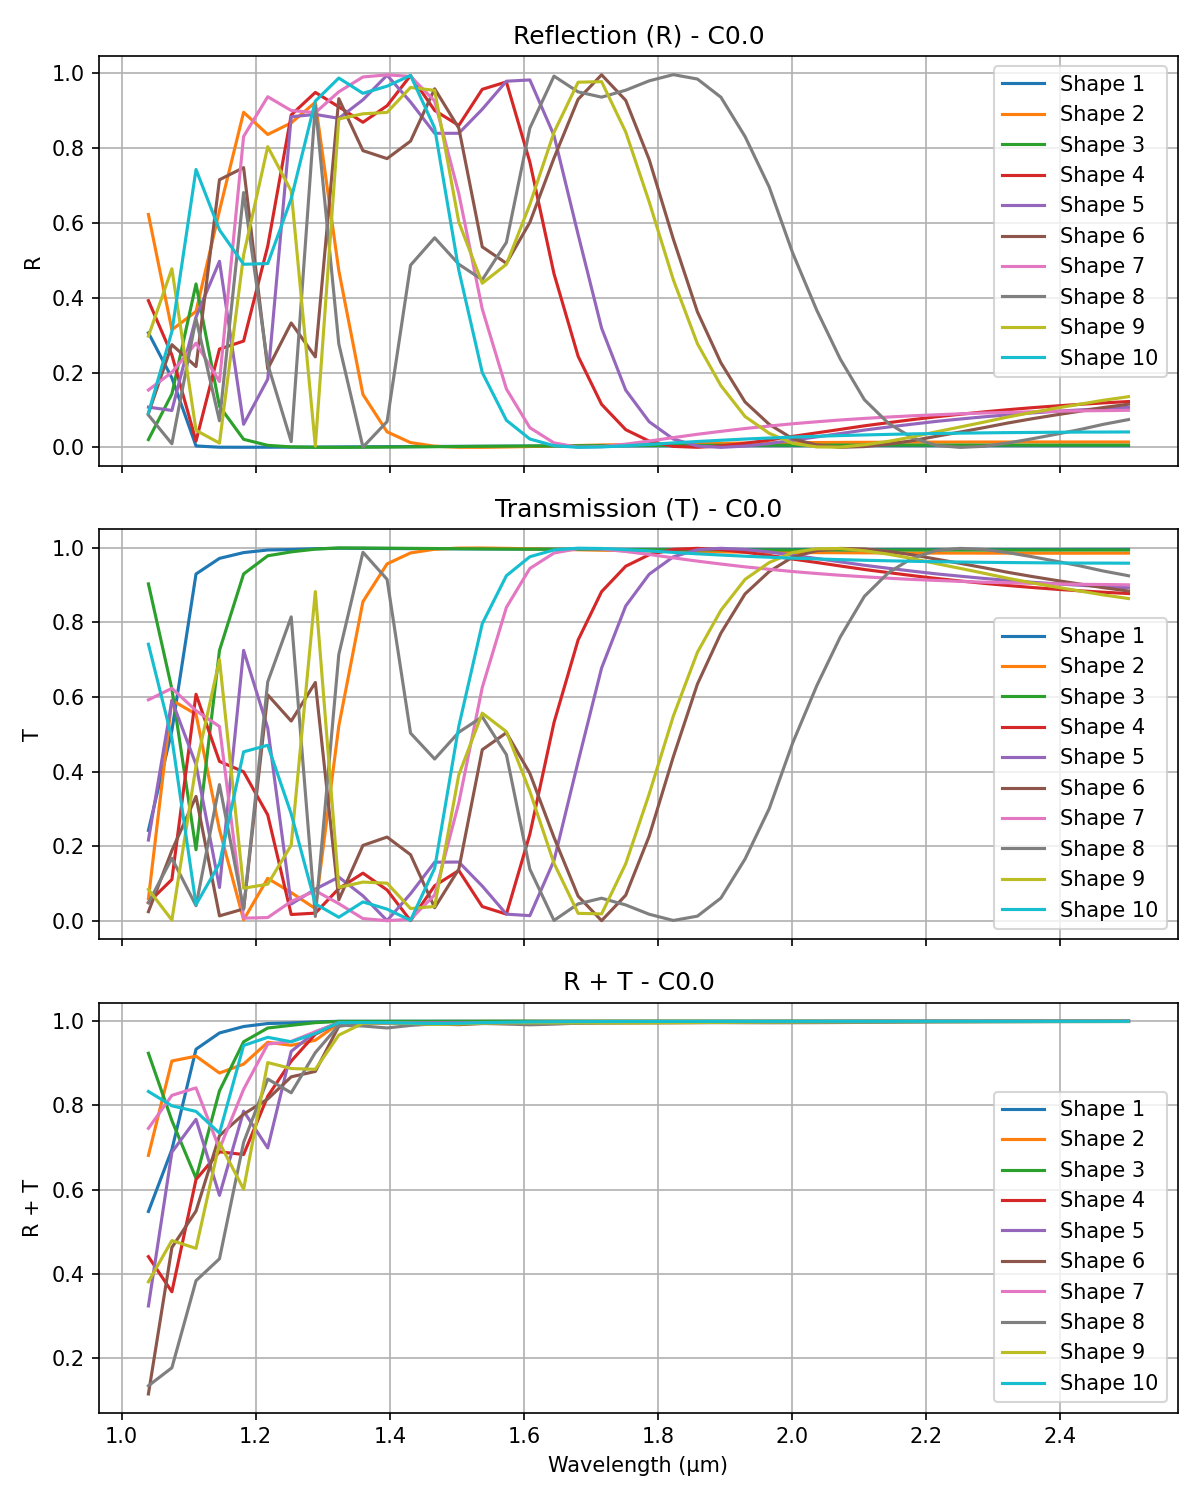 Reflection (R) - C0.0
1.0
0.8
0.6
0.4
0.2
0.0
R
Shape 1
Shape 2
Shape 3
Shape 4
Shape 5
Shape 6
Shape 7
Shape 8
Shape 9
Shape 10
Transmission (T) - C0.0
1.0
0.8
0.6
0.4
0.2
0.0
T
Shape 1
Shape 2
Shape 3
Shape 4
Shape 5
Shape 6
Shape 7
Shape 8
Shape 9
Shape 10
R + T - C0.0
1.0
0.8
0.6
0.4
0.2
R + T
Shape 1
Shape 2
Shape 3
Shape 4
Shape 5
Shape 6
Shape 7
Shape 8
Shape 9
Shape 10
1.0 1.2 1.4 1.6 1.8 2.0 2.2 2.4
Wavelength (μm)